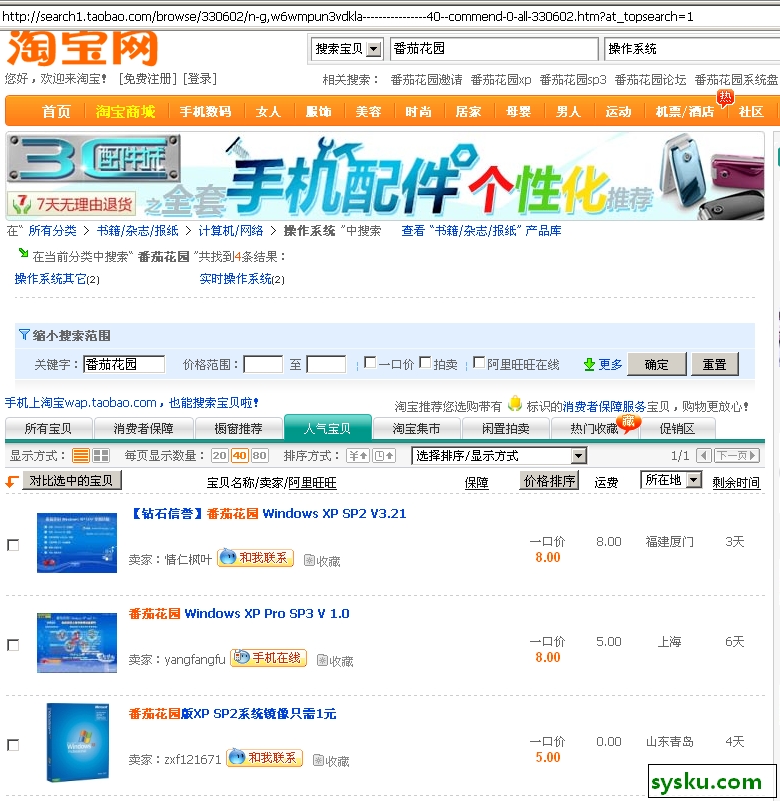 http://search1.taobao.com/browse/330602/n-g,w6wmpun3vdkla---------------40--commend-0-all-330602.htm?at_topsearch=1
淘宝网
搜索宝贝 番茄花园 操作系统
您好，欢迎来淘宝！ [免费注册] [登录]
相关搜索： 番茄花园邀请 番茄花园xp 番茄花园sp3 番茄花园论坛 番茄花园系统盘
热
首页 淘宝商城 手机数码 女人 服饰 美容 时尚 居家 母婴 男人 运动 机票/酒店 社区
3C配件城
7 7天无理由退货
之全套手机配件个性化推荐
在“ 所有分类 > 书籍/杂志/报纸 > 计算机/网络 > 操作系统 ”中搜索 查看 “书籍/杂志/报纸” 产品库
在当前分类中搜索“ 番茄花园 ”共找到4条结果：
操作系统其它(2) 实时操作系统(2)
缩小搜索范围
关键字：番茄花园 价格范围： 至 一口价 拍卖 阿里旺旺在线 更多 确定 重置
手机上淘宝wap.taobao.com，也能搜索宝贝啦！
淘宝推荐您选购带有 标识的消费者保障服务宝贝，购物更放心！
所有宝贝 消费者保障 橱窗推荐 人气宝贝 淘宝集市 闲置拍卖 热门收藏 藏 促销区
显示方式： 每页显示数量： 20 40 80 排序方式： ¥ 选择排序/显示方式 1/1 下一页
对比选中的宝贝 宝贝名称/卖家/阿里旺旺 保障 价格排序 运费 所在地 剩余时间
【钻石信誉】番茄花园 Windows XP SP2 V3.21
卖家：情仁枫叶 和我联系 收藏
一口价
8.00
8.00 福建厦门 3天
番茄花园 Windows XP Pro SP3 V 1.0
卖家：yangfangfu 手机在线 收藏
一口价
8.00
5.00 上海 6天
Windows
番茄花园版XP SP2系统镜像只需1元
卖家：zxf121671 和我联系 收藏
一口价
5.00
0.00 山东青岛 4天
sysku.com